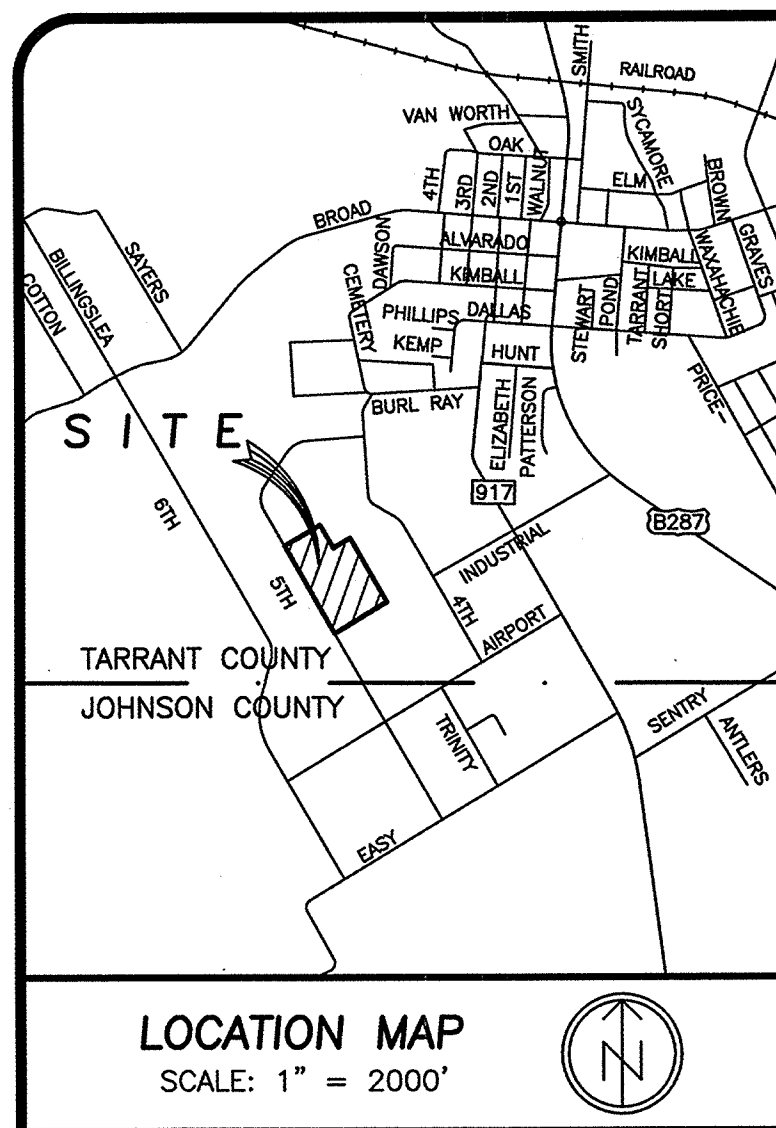 SMITH
RAILROAD
VAN WORTH
SYCAMORE
OAK
4TH
3RD
2ND
1ST
WALNUT
ELM
BROWN
BROAD
DAWSON
ALVARADO
KIMBALL
WAXAHACHIE
GRAVES
SAYERS
BILLINGSLEA
COTTON
CEMETERY
KIMBALL
LAKE
PHILLIPS
DALLAS
STEWART
POND
TARRANT
SHORT
KEMP
HUNT
PRICE
BURL RAY
ELIZABETH
PATTERSON
SITE
917
B287
6TH
INDUSTRIAL
5TH
4TH
AIRPORT
TARRANT COUNTY
JOHNSON COUNTY
TRINITY
SENTRY
ANTLERS
EASY
LOCATION MAP
SCALE: 1" = 2000'
N